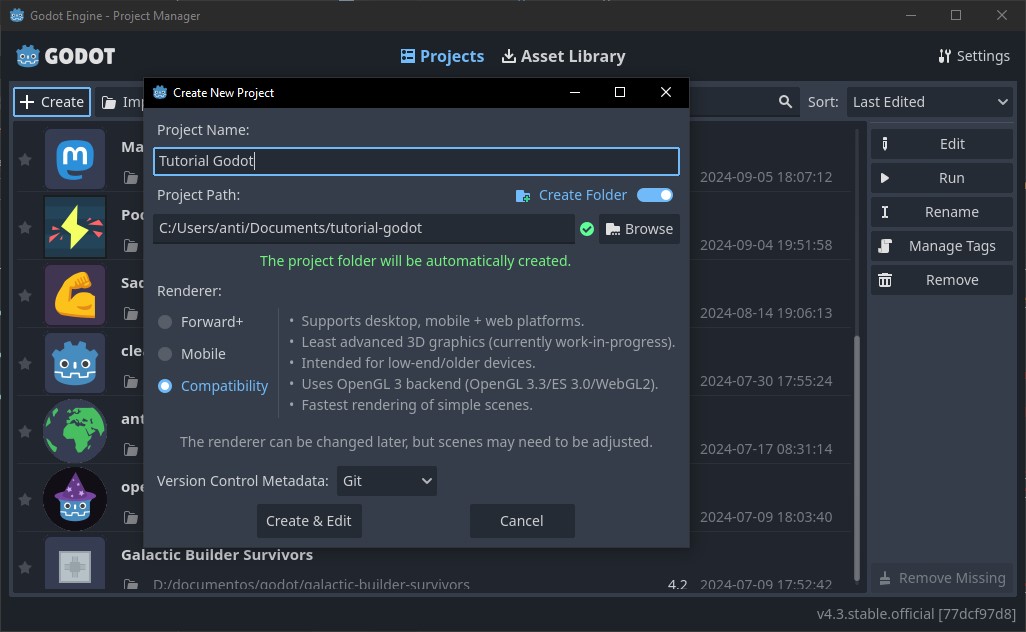 Godot Engine - Project Manager
GODOT
Projects
Asset Library
Settings
Create
Imp
Sort:
Last Edited
Create New Project
Project Name:
Tutorial Godot
Project Path:
Create Folder
C:/Users/anti/Documents/tutorial-godot
Browse
The project folder will be automatically created.
Renderer:
Forward+
Mobile
Compatibility
• Supports desktop, mobile + web platforms.
• Least advanced 3D graphics (currently work-in-progress).
• Intended for low-end/older devices.
• Uses OpenGL 3 backend (OpenGL 3.3/ES 3.0/WebGL2).
• Fastest rendering of simple scenes.
The renderer can be changed later, but scenes may need to be adjusted.
Version Control Metadata:
Git
Create & Edit
Cancel
Ma
2024-09-05 18:07:12
2024-09-04 19:51:58
2024-08-14 19:06:13
cle
2024-07-30 17:55:24
ant
2024-07-17 08:31:14
ope
2024-07-09 18:03:40
Galactic Builder Survivors
D:/documentos/godot/galactic-builder-survivors
4.2
2024-07-09 17:52:42
Edit
Run
Rename
Manage Tags
Remove
Remove Missing
v4.3.stable.official [77dcf97d8]